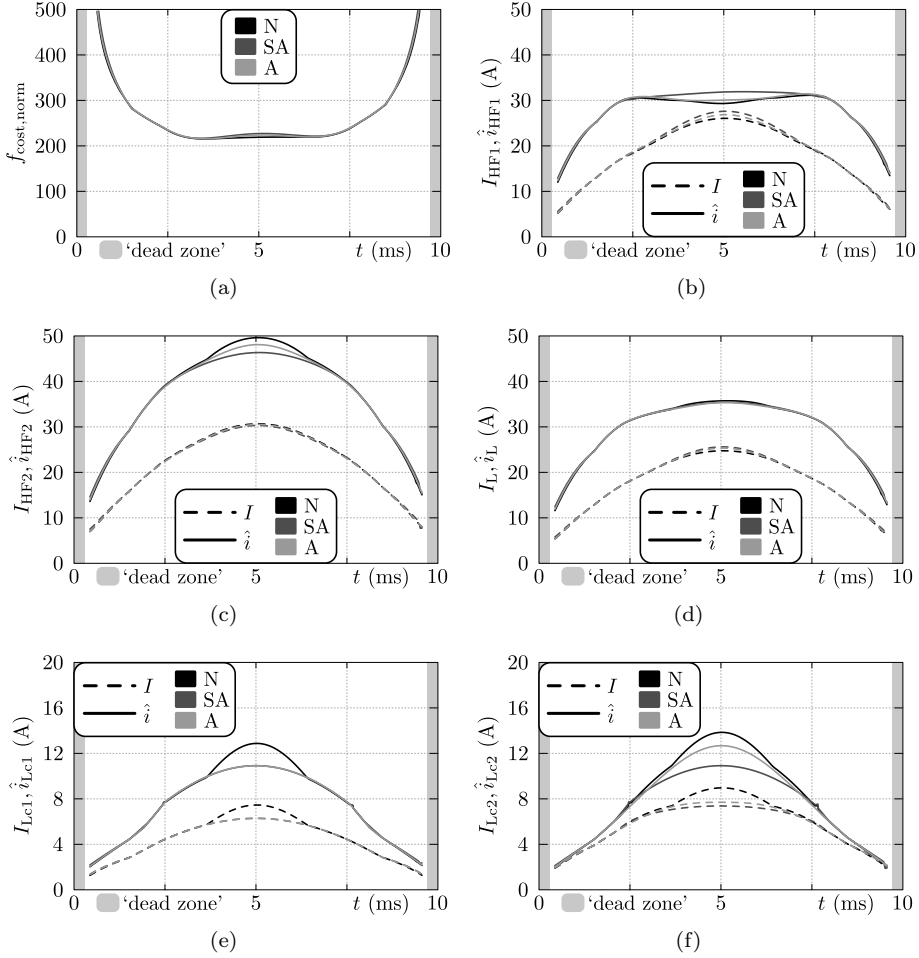 500
400
300
200
100
0
f_cost,norm
N
SA
A
0 'dead zone' 5 t (ms) 10
(a)
50
40
30
20
10
0
I_HF1, î_HF1 (A)
I
î
N
SA
A
0 'dead zone' 5 t (ms) 10
(b)
50
40
30
20
10
0
I_HF2, î_HF2 (A)
I
î
N
SA
A
0 'dead zone' 5 t (ms) 10
(c)
50
40
30
20
10
0
I_L, î_L (A)
I
î
N
SA
A
0 'dead zone' 5 t (ms) 10
(d)
20
16
12
8
4
0
I_Lc1, î_Lc1 (A)
I
î
N
SA
A
0 'dead zone' 5 t (ms) 10
(e)
20
16
12
8
4
0
I_Lc2, î_Lc2 (A)
I
î
N
SA
A
0 'dead zone' 5 t (ms) 10
(f)